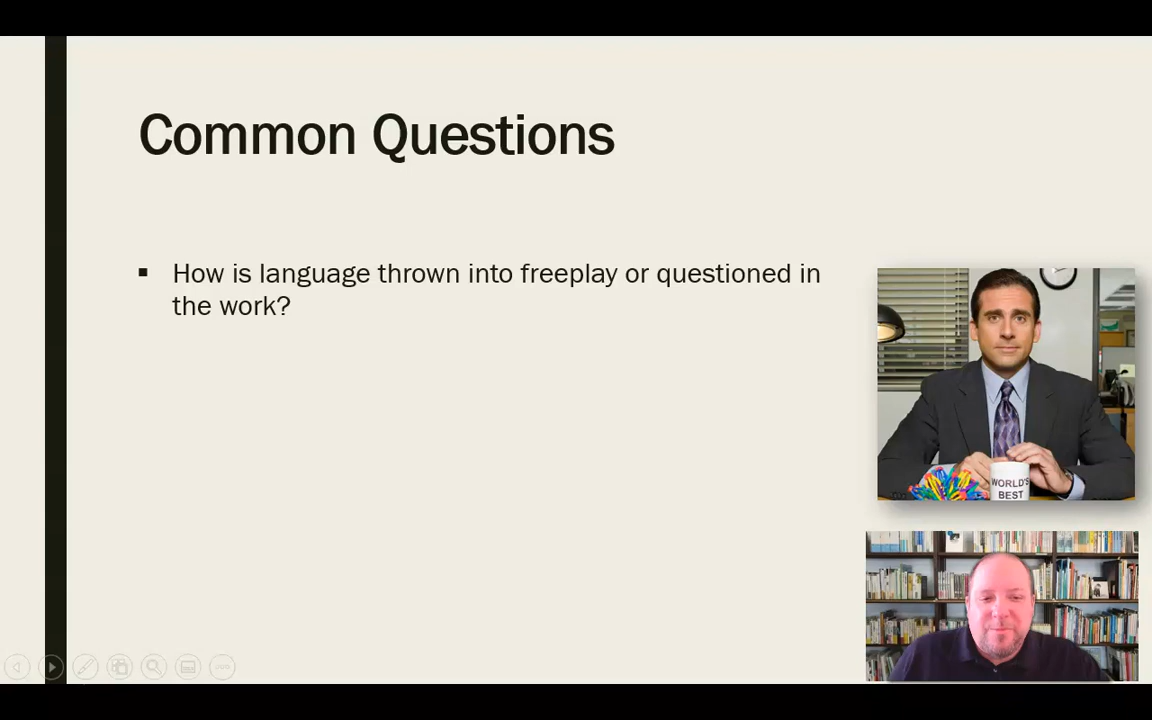 Common Questions
How is language thrown into freeplay or questioned in
the work?
WORLD'S
BEST